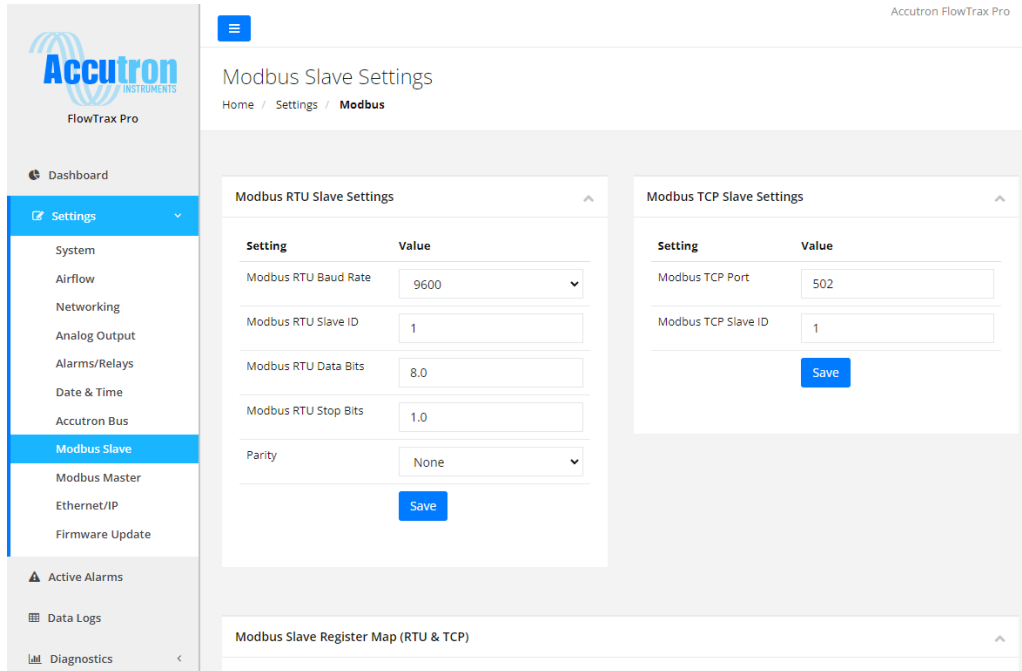 Accutron FlowTrax Pro
Accutron
INSTRUMENTS
FlowTrax Pro
Dashboard
Settings
System
Airflow
Networking
Analog Output
Alarms/Relays
Date & Time
Accutron Bus
Modbus Slave
Modbus Master
Ethernet/IP
Firmware Update
Active Alarms
Data Logs
Diagnostics
Modbus Slave Settings
Home / Settings / Modbus
Modbus RTU Slave Settings
Setting Value
Modbus RTU Baud Rate 9600
Modbus RTU Slave ID 1
Modbus RTU Data Bits 8.0
Modbus RTU Stop Bits 1.0
Parity None
Save
Modbus TCP Slave Settings
Setting Value
Modbus TCP Port 502
Modbus TCP Slave ID 1
Save
Modbus Slave Register Map (RTU & TCP)